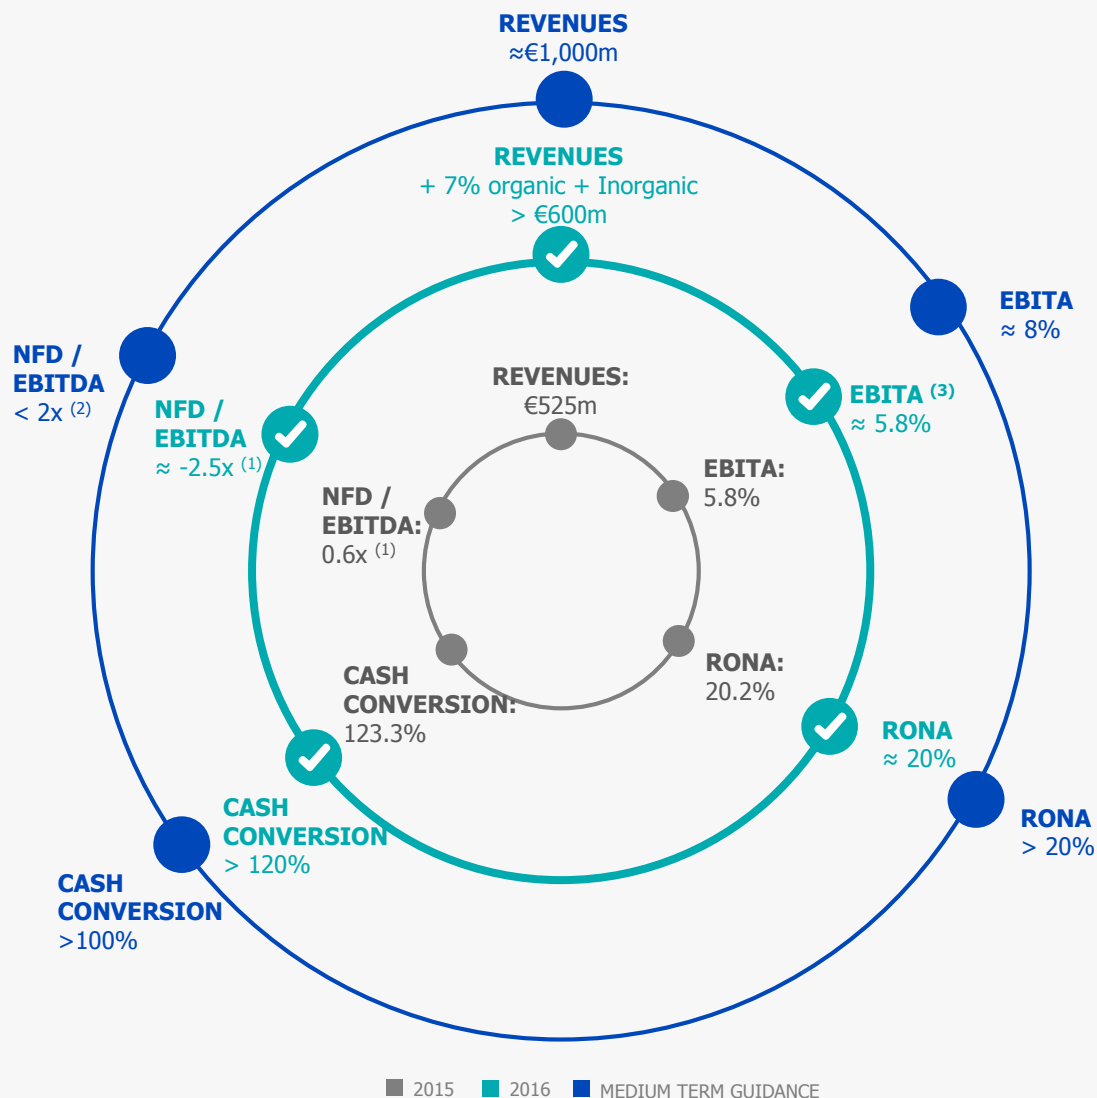 REVENUES
≈€1,000m
REVENUES
+ 7% organic + Inorganic
> €600m
EBITA
≈ 8%
NFD /
EBITDA
< 2x (2)
REVENUES:
€525m
EBITA (3)
≈ 5.8%
NFD /
EBITDA
≈ -2.5x (1)
EBITA:
5.8%
NFD /
EBITDA:
0.6x (1)
RONA:
20.2%
CASH
CONVERSION:
123.3%
RONA
≈ 20%
CASH
CONVERSION
> 120%
RONA
> 20%
CASH
CONVERSION
>100%
2015 2016 MEDIUM TERM GUIDANCE